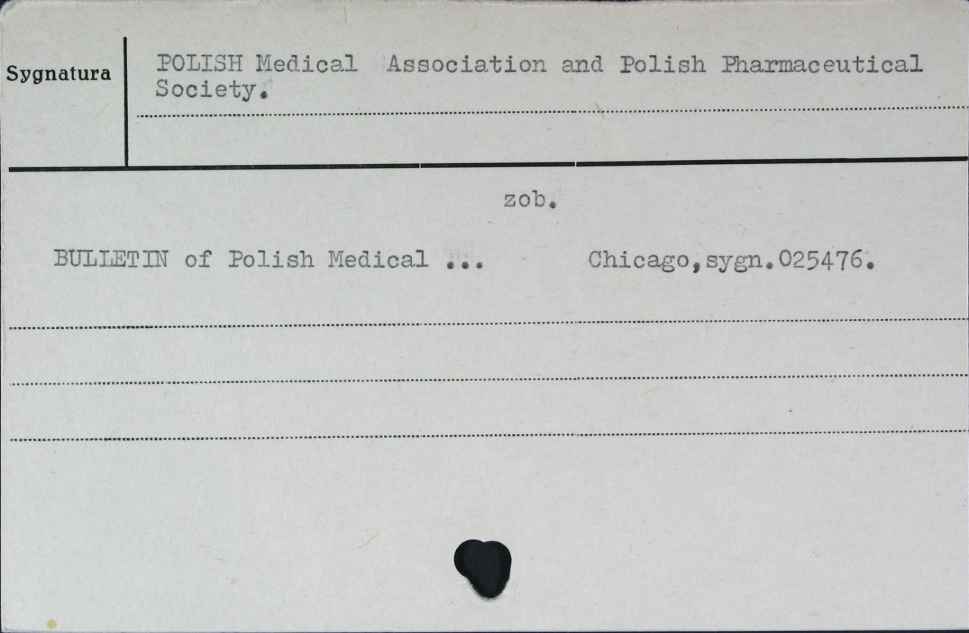 Sygnatura
POLISH Medical Association and Polish Pharmaceutical
Society.
zob.
BULLETIN of Polish Medical ... Chicago,sygn.025476.